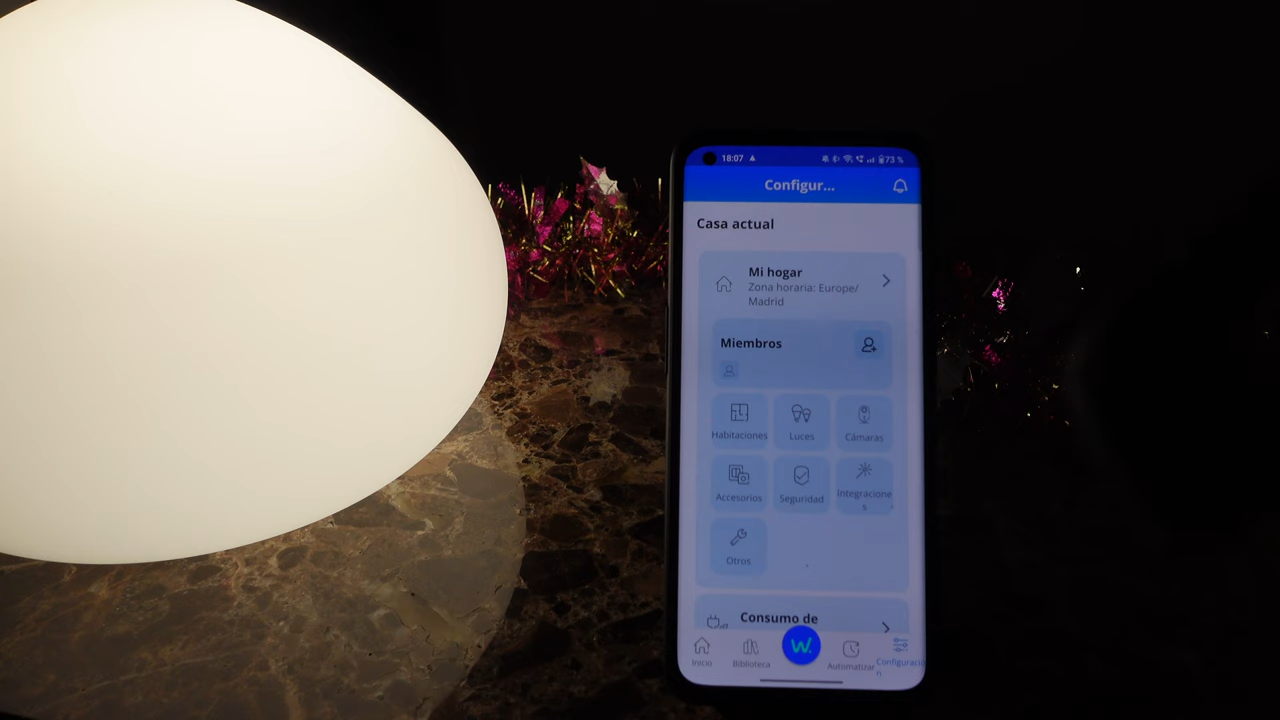 18:07
73 %
Configur...
Casa actual
Mi hogar
Zona horaria: Europe/
Madrid
Miembros
Habitaciones
Luces
Cámaras
Accesorios
Seguridad
Integracione
s
Otros
Consumo de
W.
Inicio
Biblioteca
Automatizar
Configuració
n